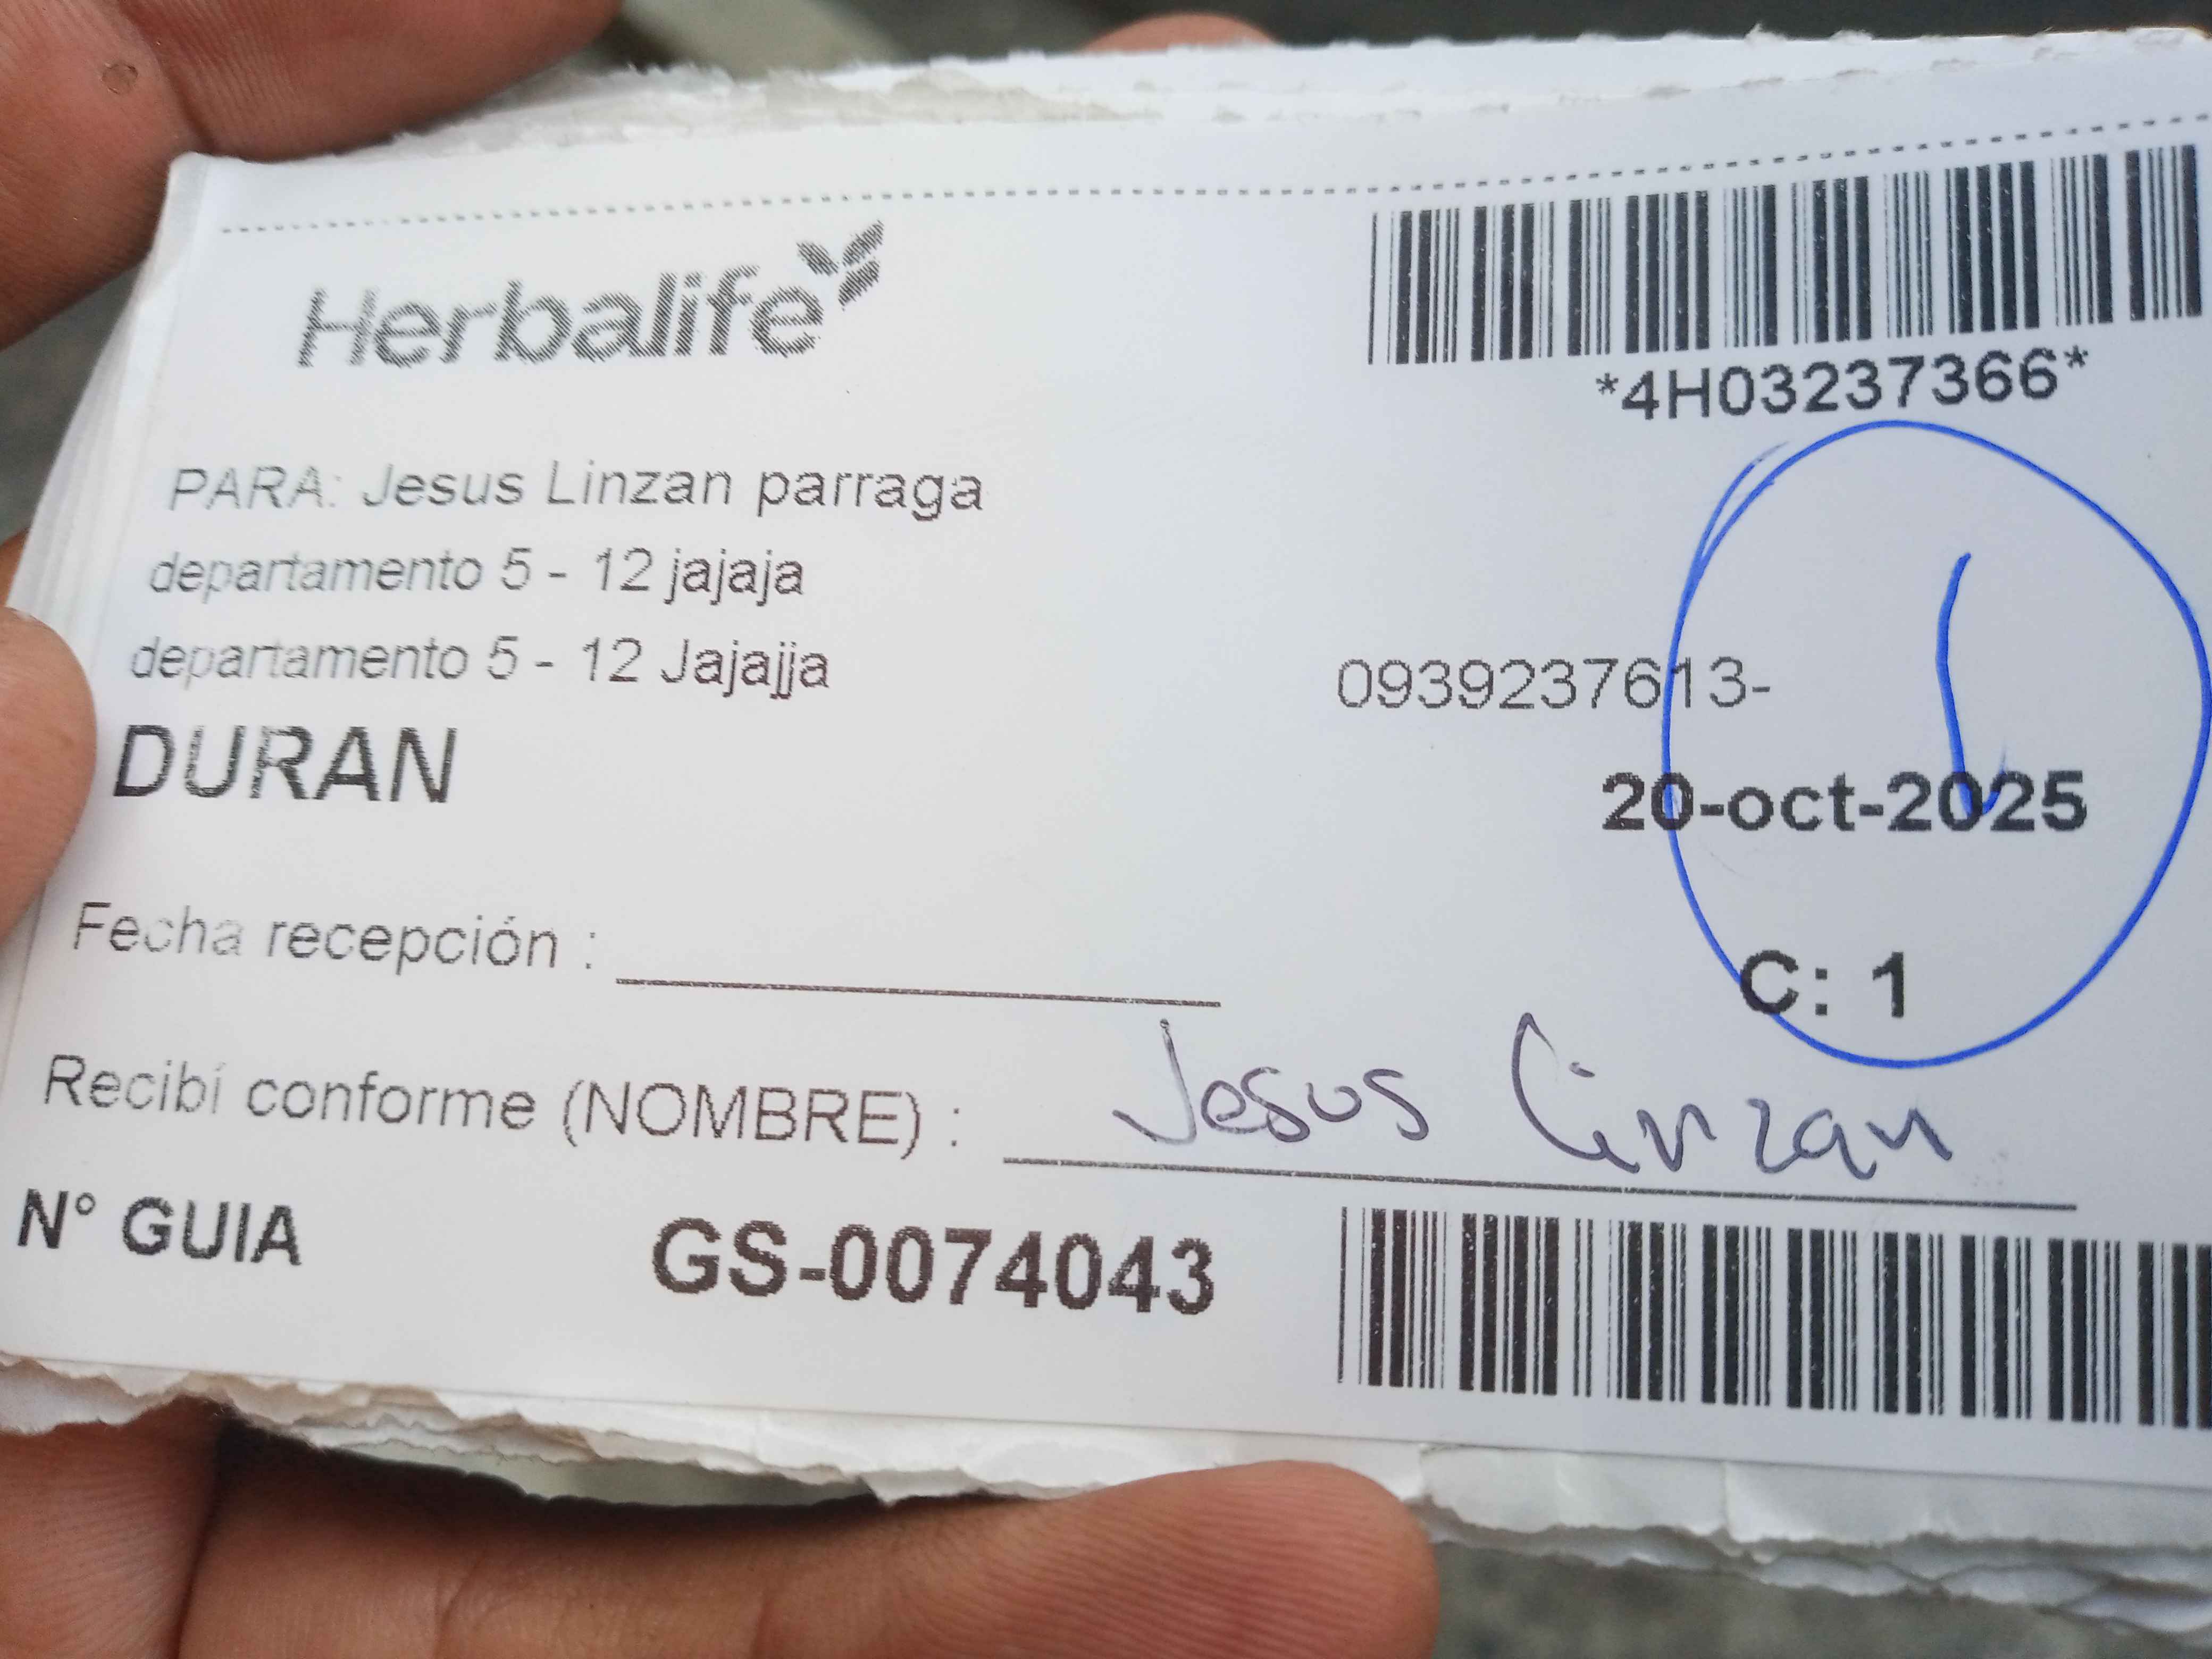 Herbalife
*4H03237366*
PARA: Jesus Linzan parraga
departamento 5 - 12 jajaja
departamento 5 - 12 Jajajja
0939237613-
DURAN
20-oct-2025
C: 1
Fecha recepción :
Recibí conforme (NOMBRE) : Jesus Linzan
N° GUIA GS-0074043